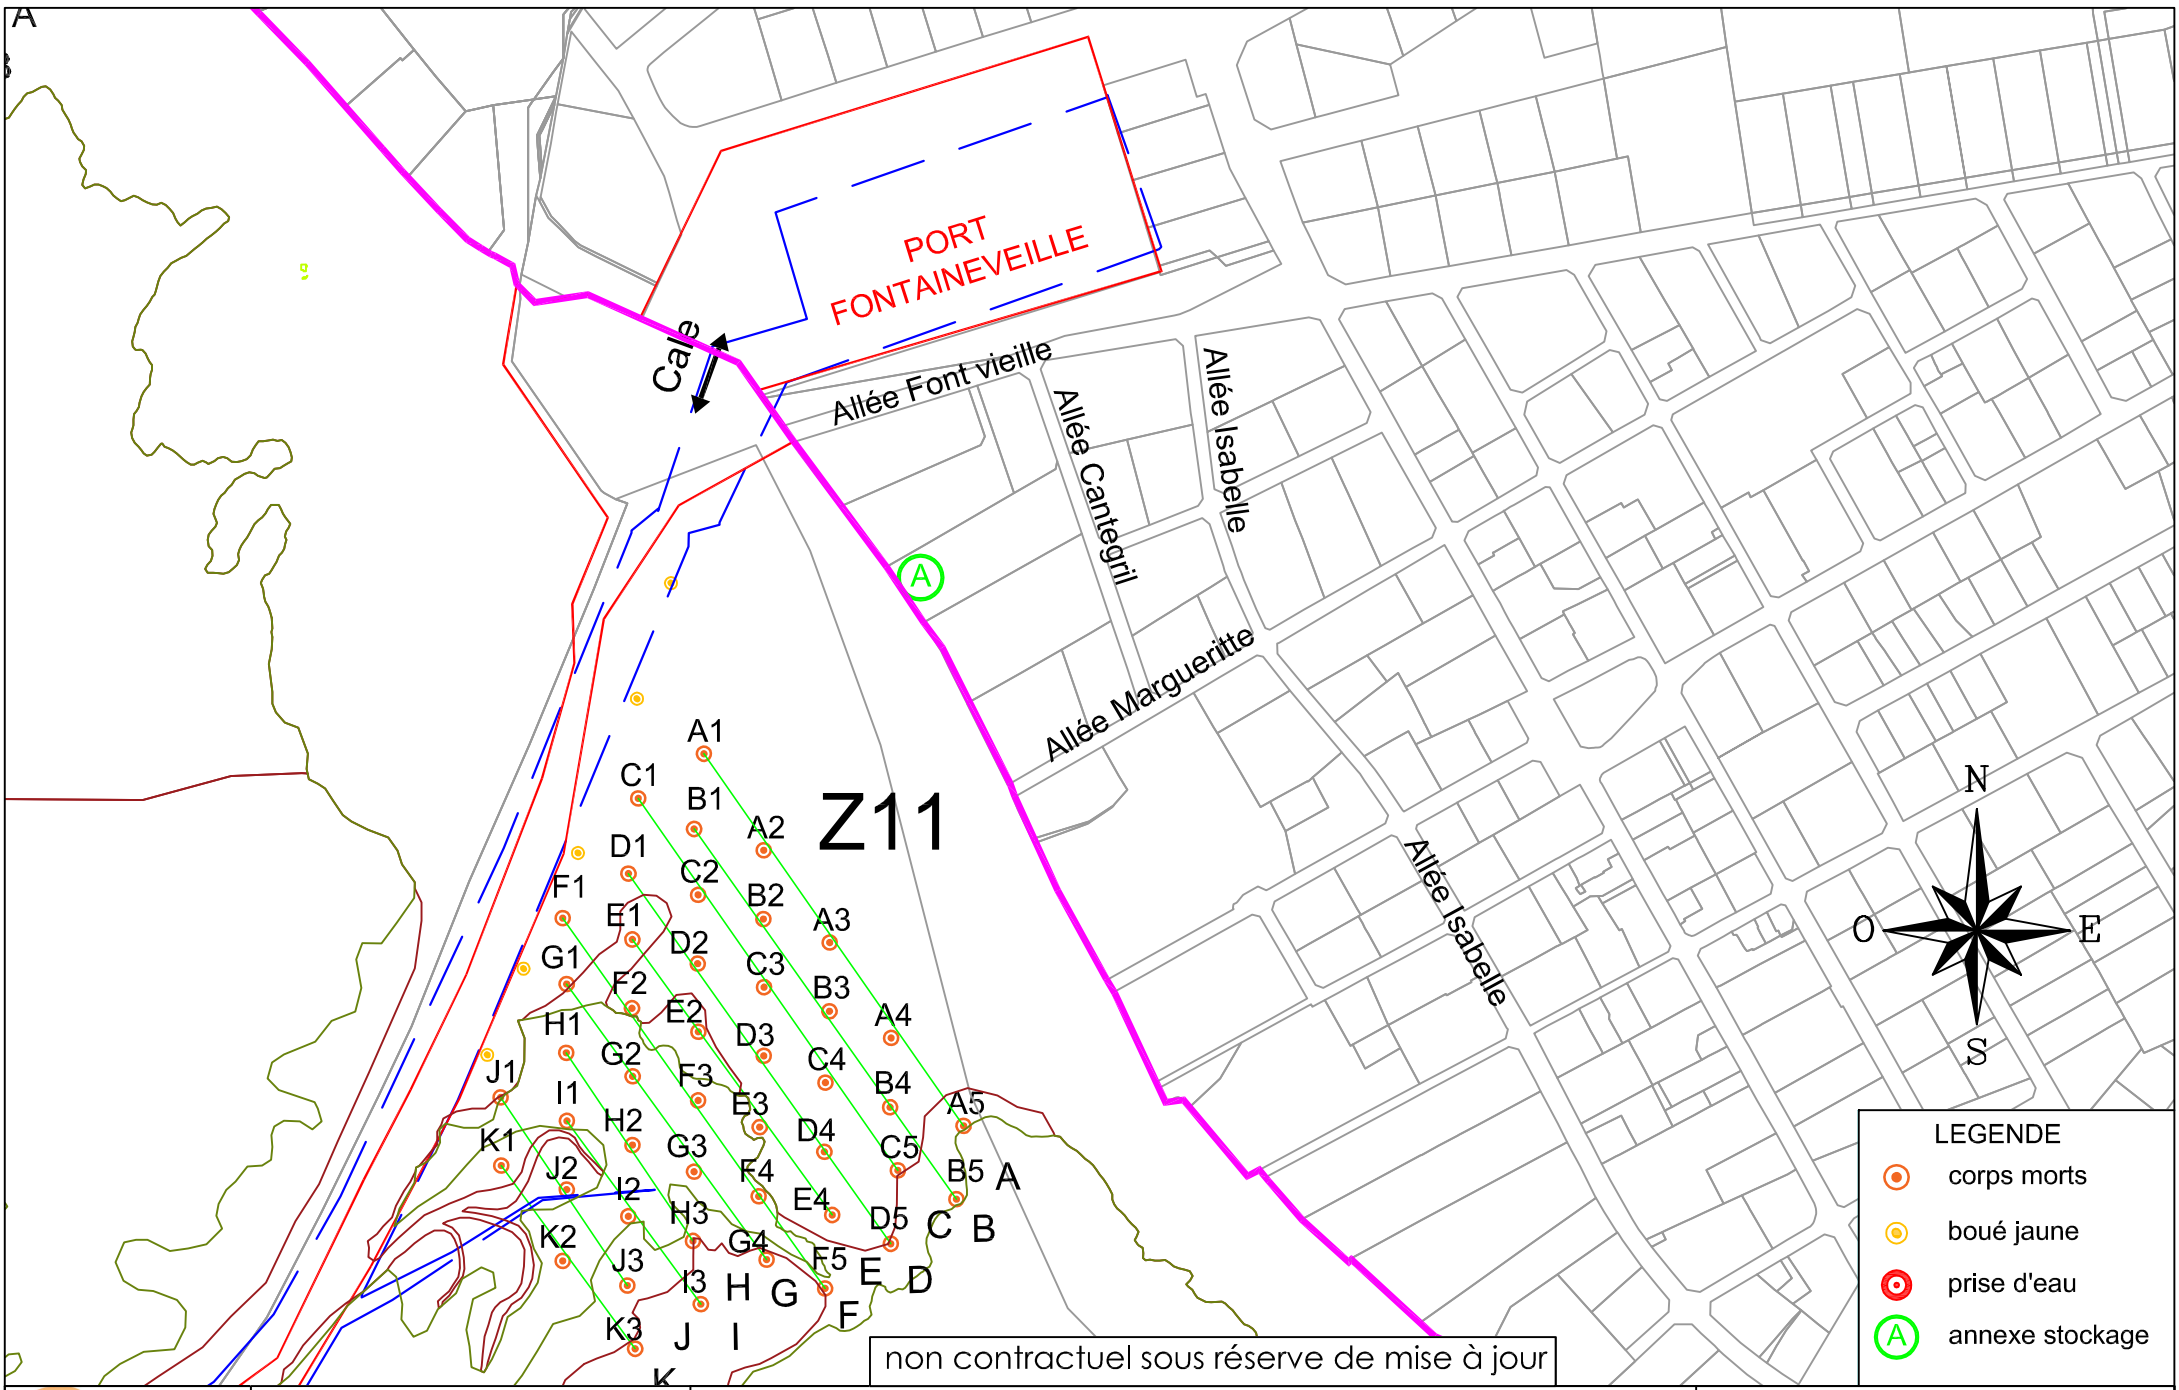 A
PORT
FONTAINEVEILLE
Cale
Allée Font vieille
Allée Cantegril
Allée Isabelle
A
Allée Margueritte
A1
C1
B1
A2
Z11
D1
C2
F1
B2
E1
A3
D2
G1
C3
F2
B3
E2
A4
H1
D3
G2
C4
F3
J1
B4
E3
A5
I1
H2
D4
K1
G3
C5
J2
F4
B5
A
I2
E4
H3
D5
C
B
K2
G4
F5
J3
E
D
I3
H
G
F
K3
J
I
K
Allée Isabelle
N
O
E
S
LEGENDE
corps morts
boué jaune
prise d'eau
A
annexe stockage
non contractuel sous réserve de mise à jour